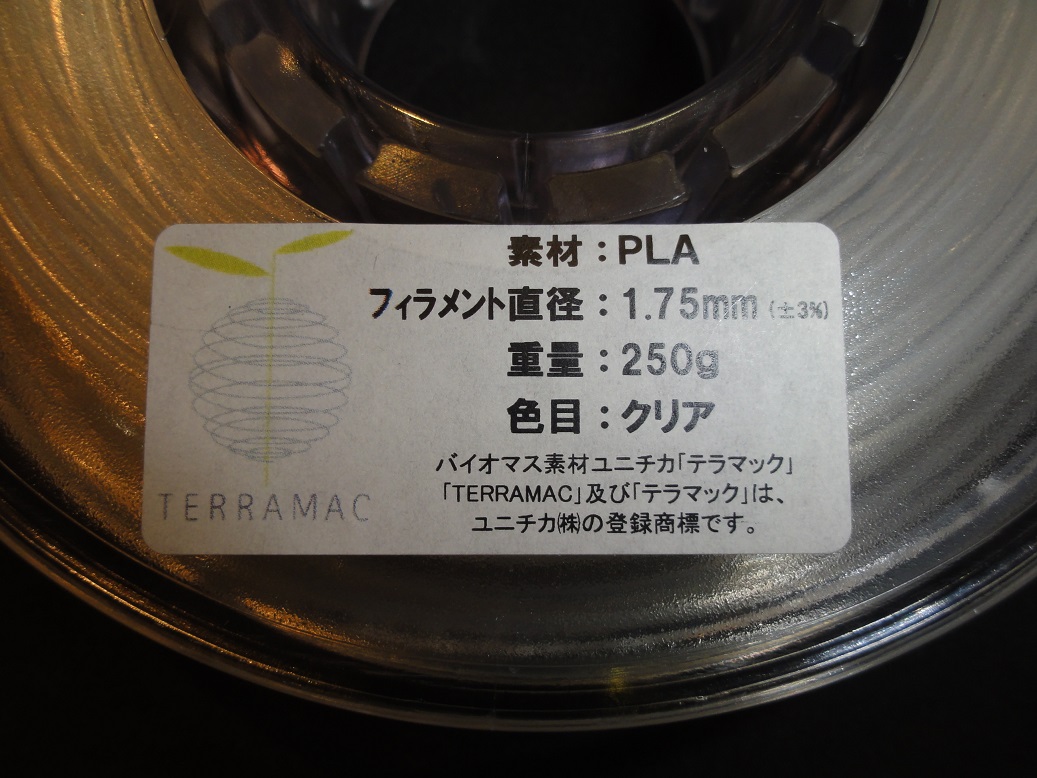 素材：PLA
フィラメント直径：1.75mm (±3%)
重量：250g
色目：クリア
バイオマス素材ユニチカ｢テラマック｣
｢TERRAMAC｣及び｢テラマック｣は、
ユニチカ㈱の登録商標です。
TERRAMAC